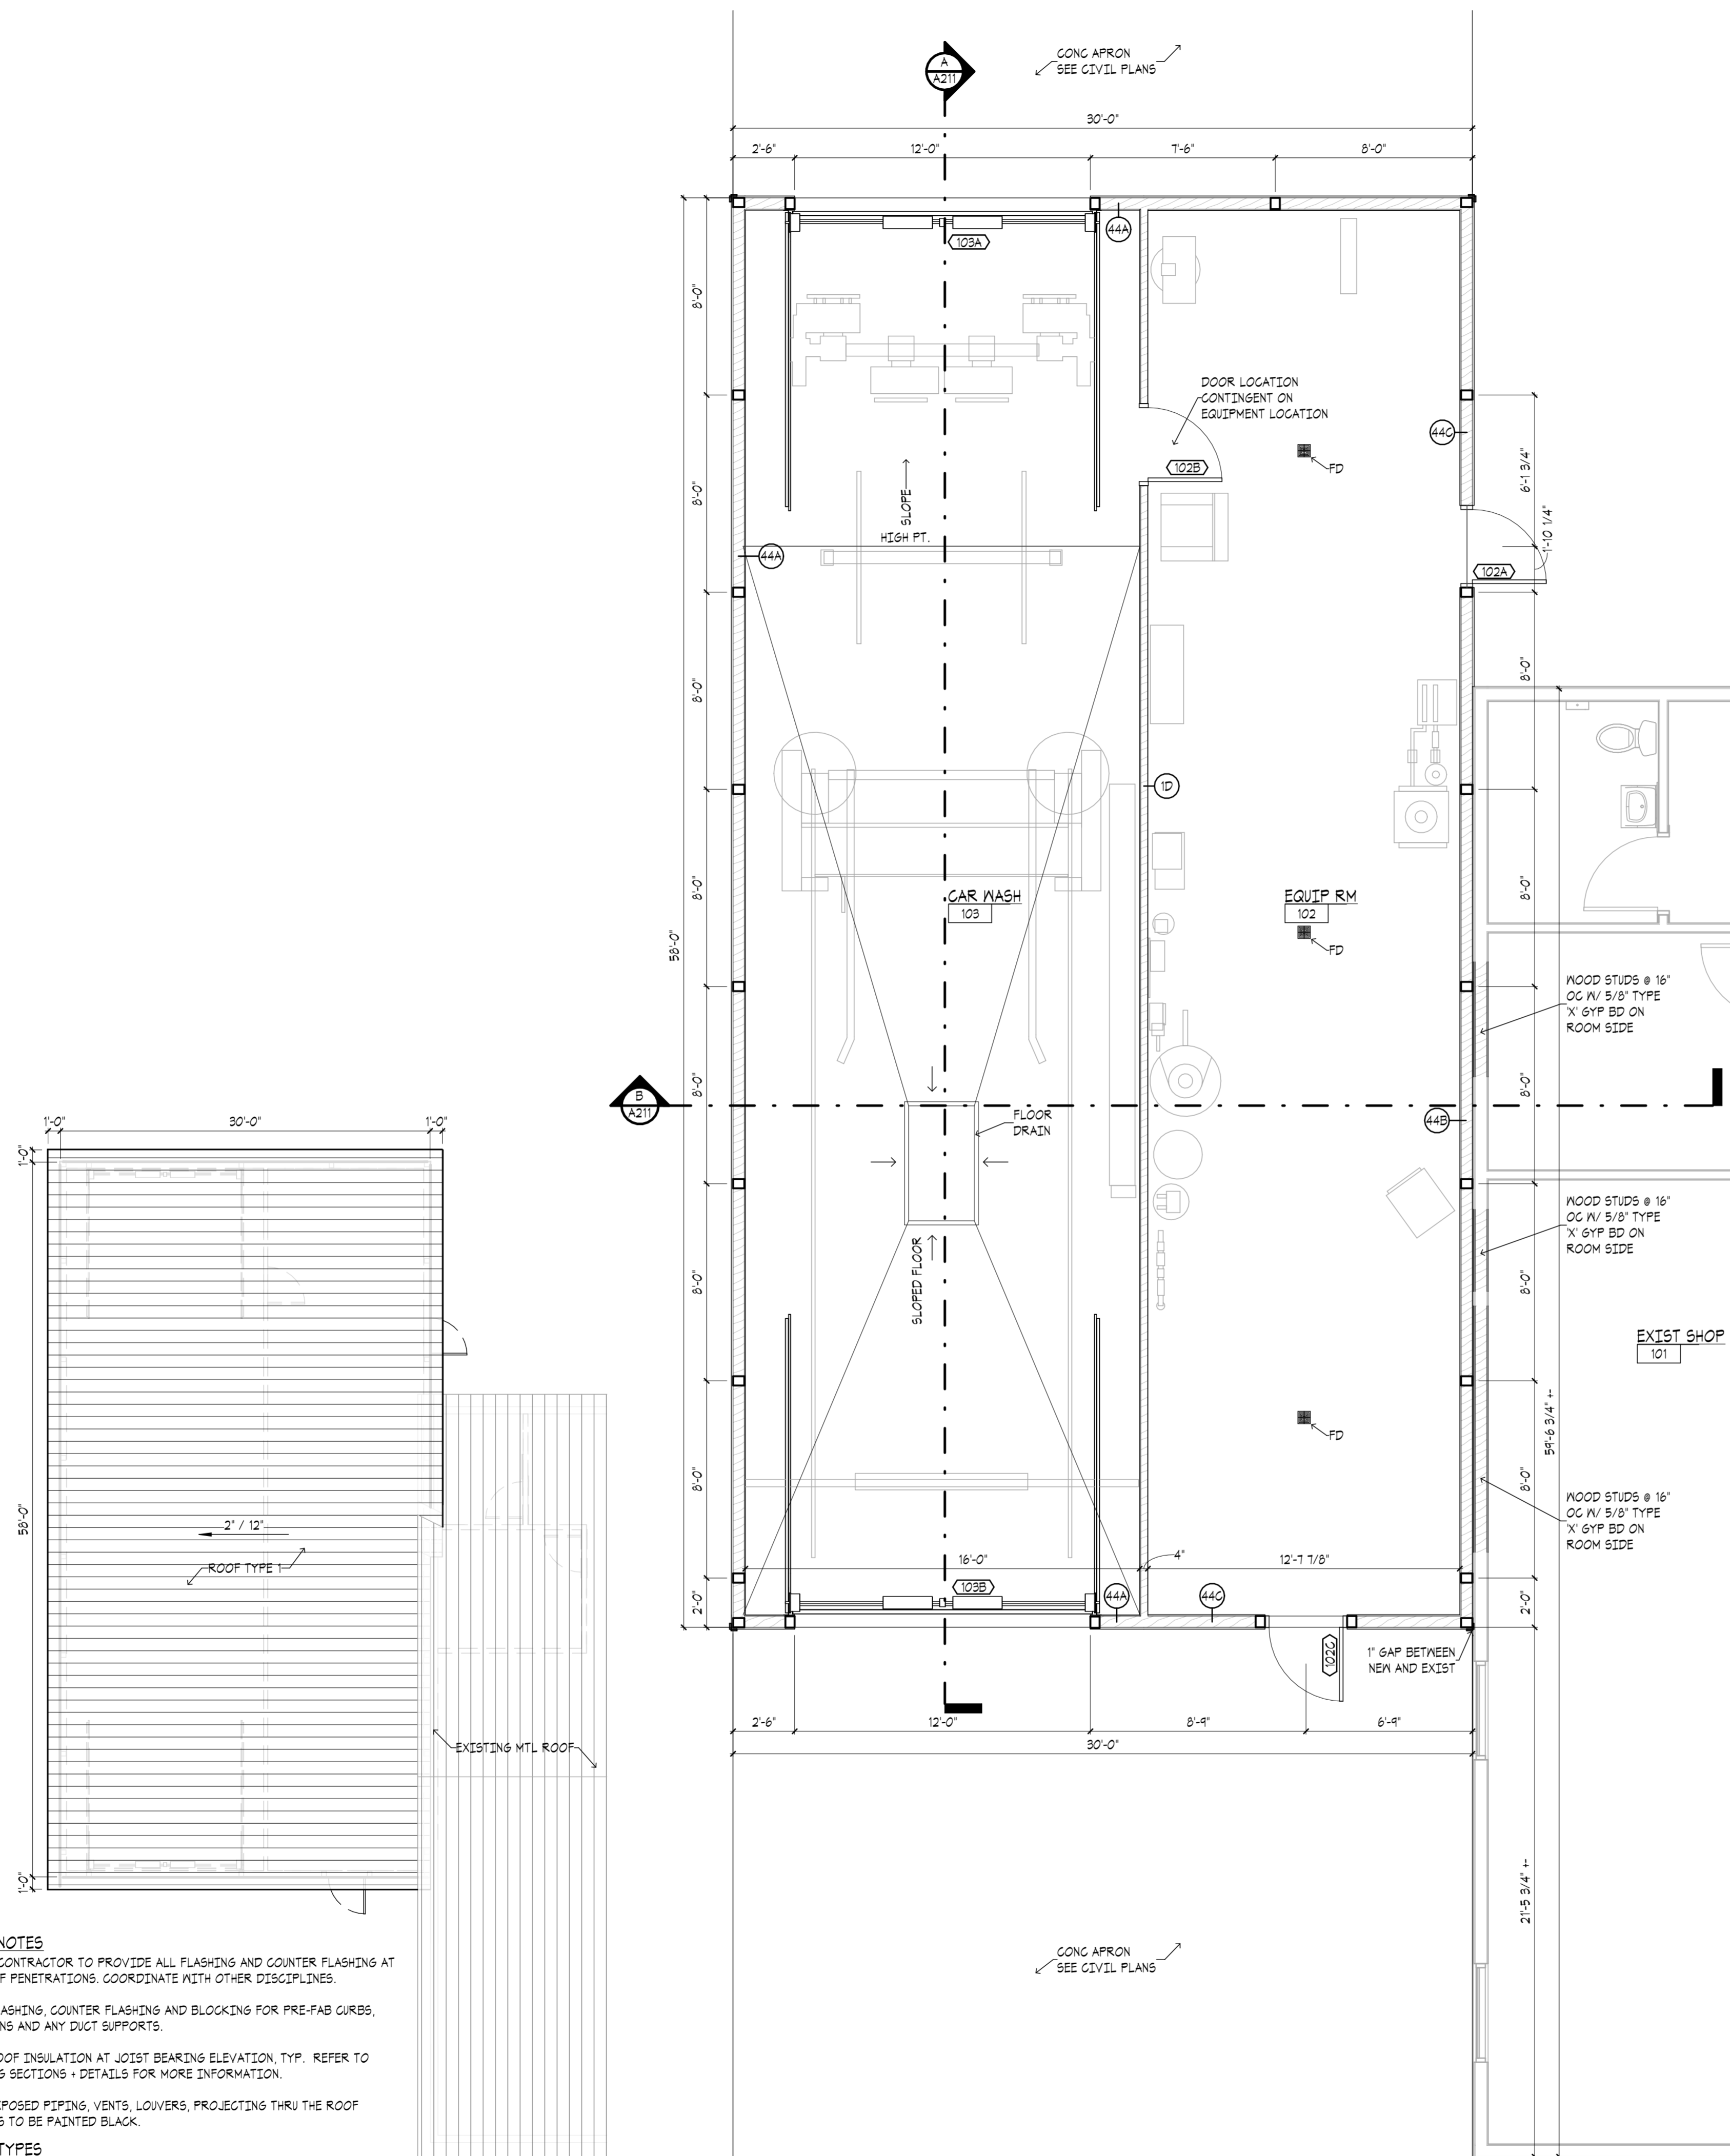 A
A211
CONC APRON
SEE CIVIL PLANS
30'-0"
2'-6"
12'-0"
7'-6"
8'-0"
103A
44A
8'-0"
DOOR LOCATION
CONTINGENT ON
EQUIPMENT LOCATION
102B
44C
FD
8'-0"
SLOPE
HIGH PT.
6'-1 3/4"
1'-10 1/4"
44A
102A
8'-0"
8'-0"
1D
8'-0"
8'-0"
CAR WASH
103
EQUIP RM
102
58'-0"
FD
WOOD STUDS @ 16"
OC W/ 5/8" TYPE
'X' GYP BD ON
ROOM SIDE
B
A211
8'-0"
8'-0"
FLOOR
DRAIN
44B
1'-0"
30'-0"
1'-0"
1'-0"
WOOD STUDS @ 16"
OC W/ 5/8" TYPE
'X' GYP BD ON
ROOM SIDE
SLOPED FLOOR
8'-0"
8'-0"
EXIST SHOP
101
FD
59'-6 3/4" +-
8'-0"
8'-0"
58'-0"
2" / 12"
ROOF TYPE 1
WOOD STUDS @ 16"
OC W/ 5/8" TYPE
'X' GYP BD ON
ROOM SIDE
16'-0"
4"
12'-7 7/8"
103B
44A
44C
2'-0"
2'-0"
102C
1" GAP BETWEEN
NEW AND EXIST
2'-6"
12'-0"
8'-9"
6'-9"
30'-0"
EXISTING MTL ROOF
1'-0"
21'-5 3/4" +-
CONC APRON
SEE CIVIL PLANS
NOTES
CONTRACTOR TO PROVIDE ALL FLASHING AND COUNTER FLASHING AT
F PENETRATIONS. COORDINATE WITH OTHER DISCIPLINES.
ASHING, COUNTER FLASHING AND BLOCKING FOR PRE-FAB CURBS,
NS AND ANY DUCT SUPPORTS.
OOF INSULATION AT JOIST BEARING ELEVATION, TYP. REFER TO
G SECTIONS + DETAILS FOR MORE INFORMATION.
POSED PIPING, VENTS, LOUVERS, PROJECTING THRU THE ROOF
S TO BE PAINTED BLACK.
TYPES